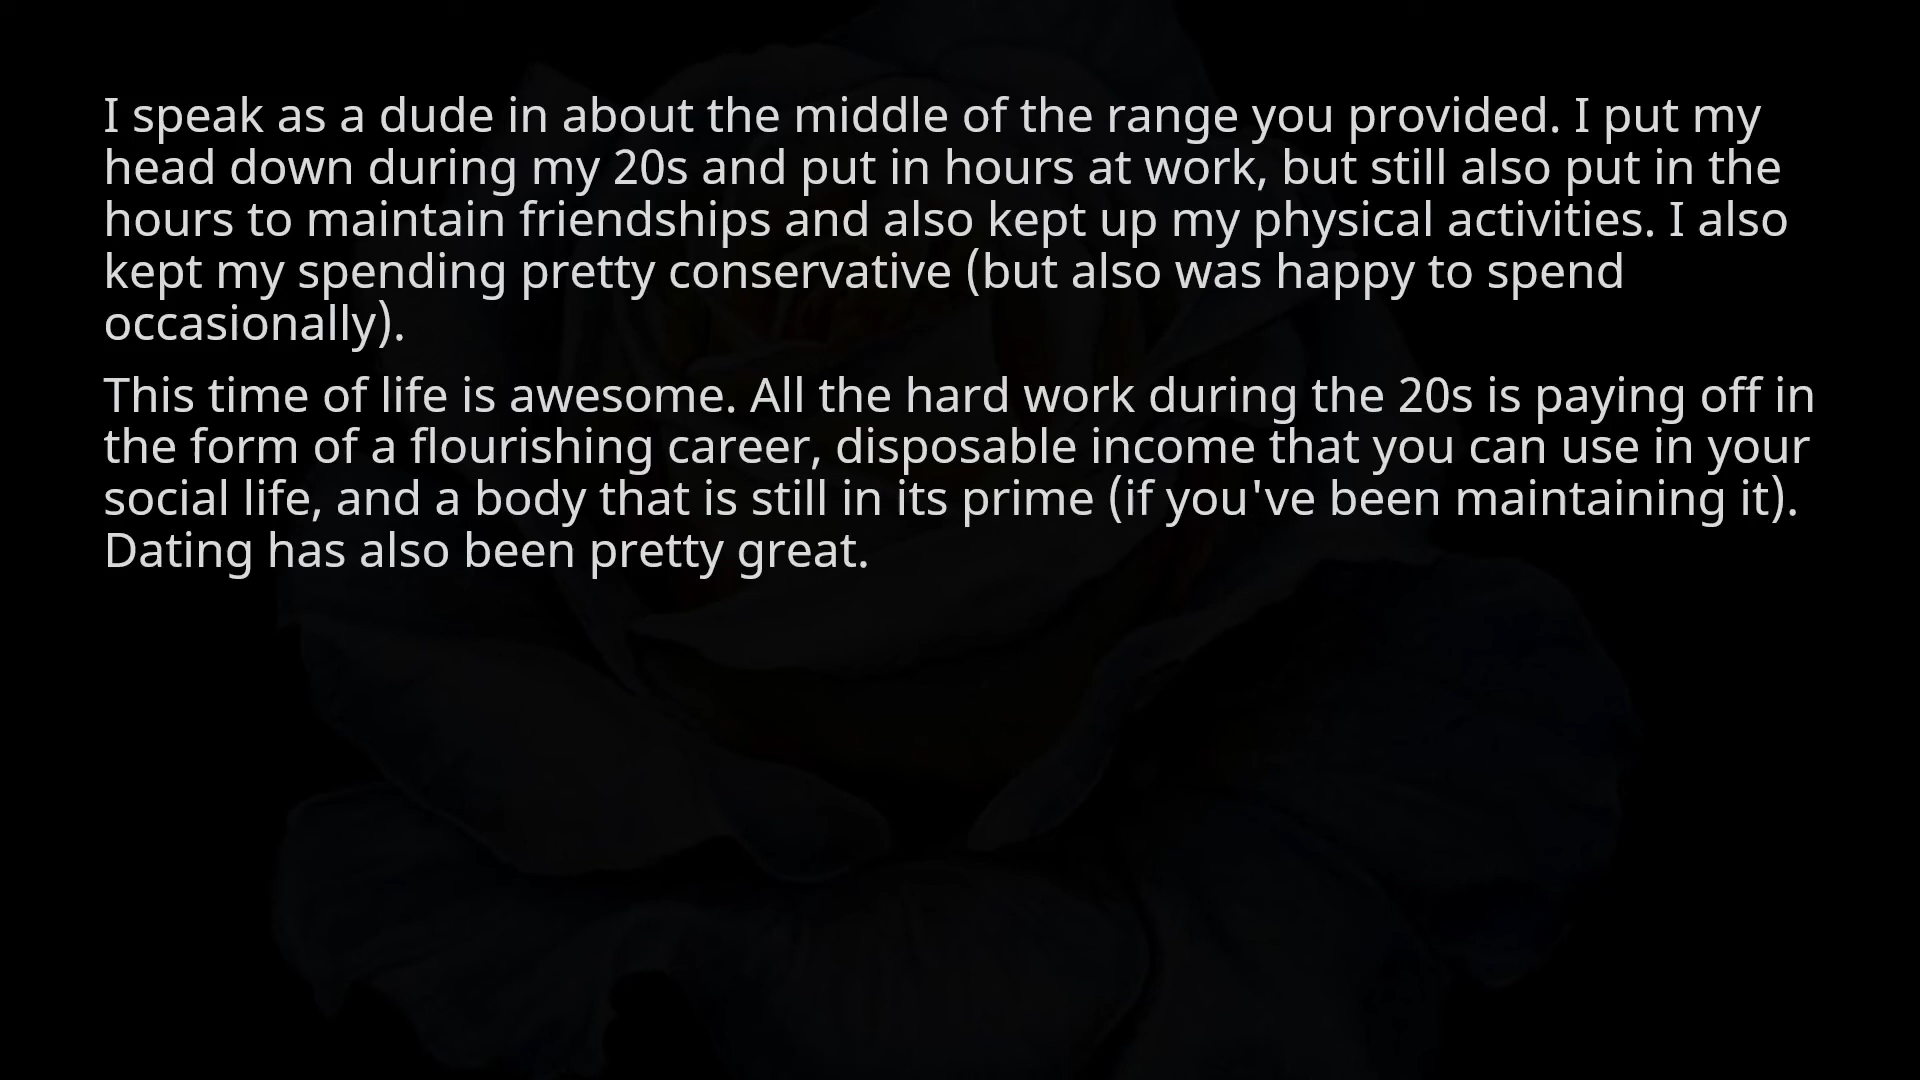 I speak as a dude in about the middle of the range you provided. I put my
head down during my 20s and put in hours at work, but still also put in the
hours to maintain friendships and also kept up my physical activities. I also
kept my spending pretty conservative (but also was happy to spend
occasionally).
This time of life is awesome. All the hard work during the 20s is paying off in
the form of a flourishing career, disposable income that you can use in your
social life, and a body that is still in its prime (if you've been maintaining it).
Dating has also been pretty great.